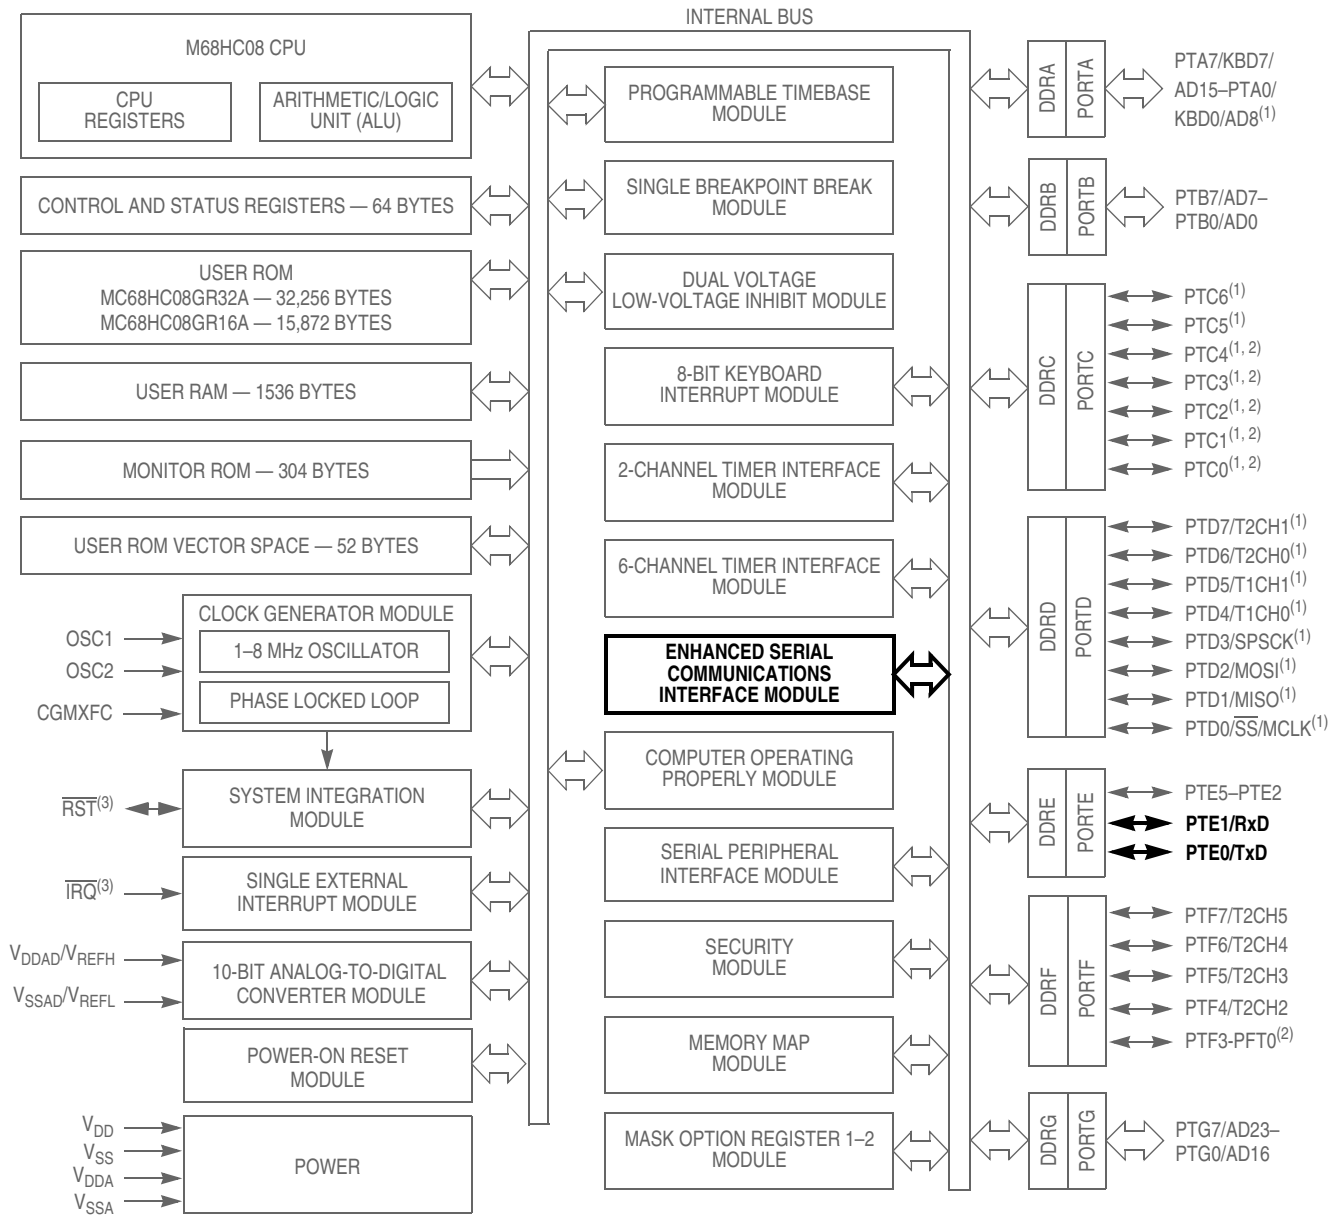 INTERNAL BUS
M68HC08 CPU
CPU
REGISTERS
ARITHMETIC/LOGIC
UNIT (ALU)
CONTROL AND STATUS REGISTERS — 64 BYTES
USER ROM
MC68HC08GR32A — 32,256 BYTES
MC68HC08GR16A — 15,872 BYTES
USER RAM — 1536 BYTES
MONITOR ROM — 304 BYTES
USER ROM VECTOR SPACE — 52 BYTES
CLOCK GENERATOR MODULE
1–8 MHz OSCILLATOR
PHASE LOCKED LOOP
OSC1
OSC2
CGMXFC
SYSTEM INTEGRATION
MODULE
RST(3)
SINGLE EXTERNAL
INTERRUPT MODULE
IRQ(3)
10-BIT ANALOG-TO-DIGITAL
CONVERTER MODULE
VDDAD/VREFH
VSSAD/VREFL
POWER-ON RESET
MODULE
POWER
VDD
VSS
VDDA
VSSA
PROGRAMMABLE TIMEBASE
MODULE
SINGLE BREAKPOINT BREAK
MODULE
DUAL VOLTAGE
LOW-VOLTAGE INHIBIT MODULE
8-BIT KEYBOARD
INTERRUPT MODULE
2-CHANNEL TIMER INTERFACE
MODULE
6-CHANNEL TIMER INTERFACE
MODULE
ENHANCED SERIAL
COMMUNICATIONS
INTERFACE MODULE
COMPUTER OPERATING
PROPERLY MODULE
SERIAL PERIPHERAL
INTERFACE MODULE
SECURITY
MODULE
MEMORY MAP
MODULE
MASK OPTION REGISTER 1–2
MODULE
DDRA
PORTA
PTA7/KBD7/
AD15–PTA0/
KBD0/AD8(1)
DDRB
PORTB
PTB7/AD7–
PTB0/AD0
DDRC
PORTC
PTC6(1)
PTC5(1)
PTC4(1, 2)
PTC3(1, 2)
PTC2(1, 2)
PTC1(1, 2)
PTC0(1, 2)
DDRD
PORTD
PTD7/T2CH1(1)
PTD6/T2CH0(1)
PTD5/T1CH1(1)
PTD4/T1CH0(1)
PTD3/SPSCK(1)
PTD2/MOSI(1)
PTD1/MISO(1)
PTD0/SS/MCLK(1)
DDRE
PORTE
PTE5–PTE2
PTE1/RxD
PTE0/TxD
DDRF
PORTF
PTF7/T2CH5
PTF6/T2CH4
PTF5/T2CH3
PTF4/T2CH2
PTF3-PFT0(2)
DDRG
PORTG
PTG7/AD23–
PTG0/AD16